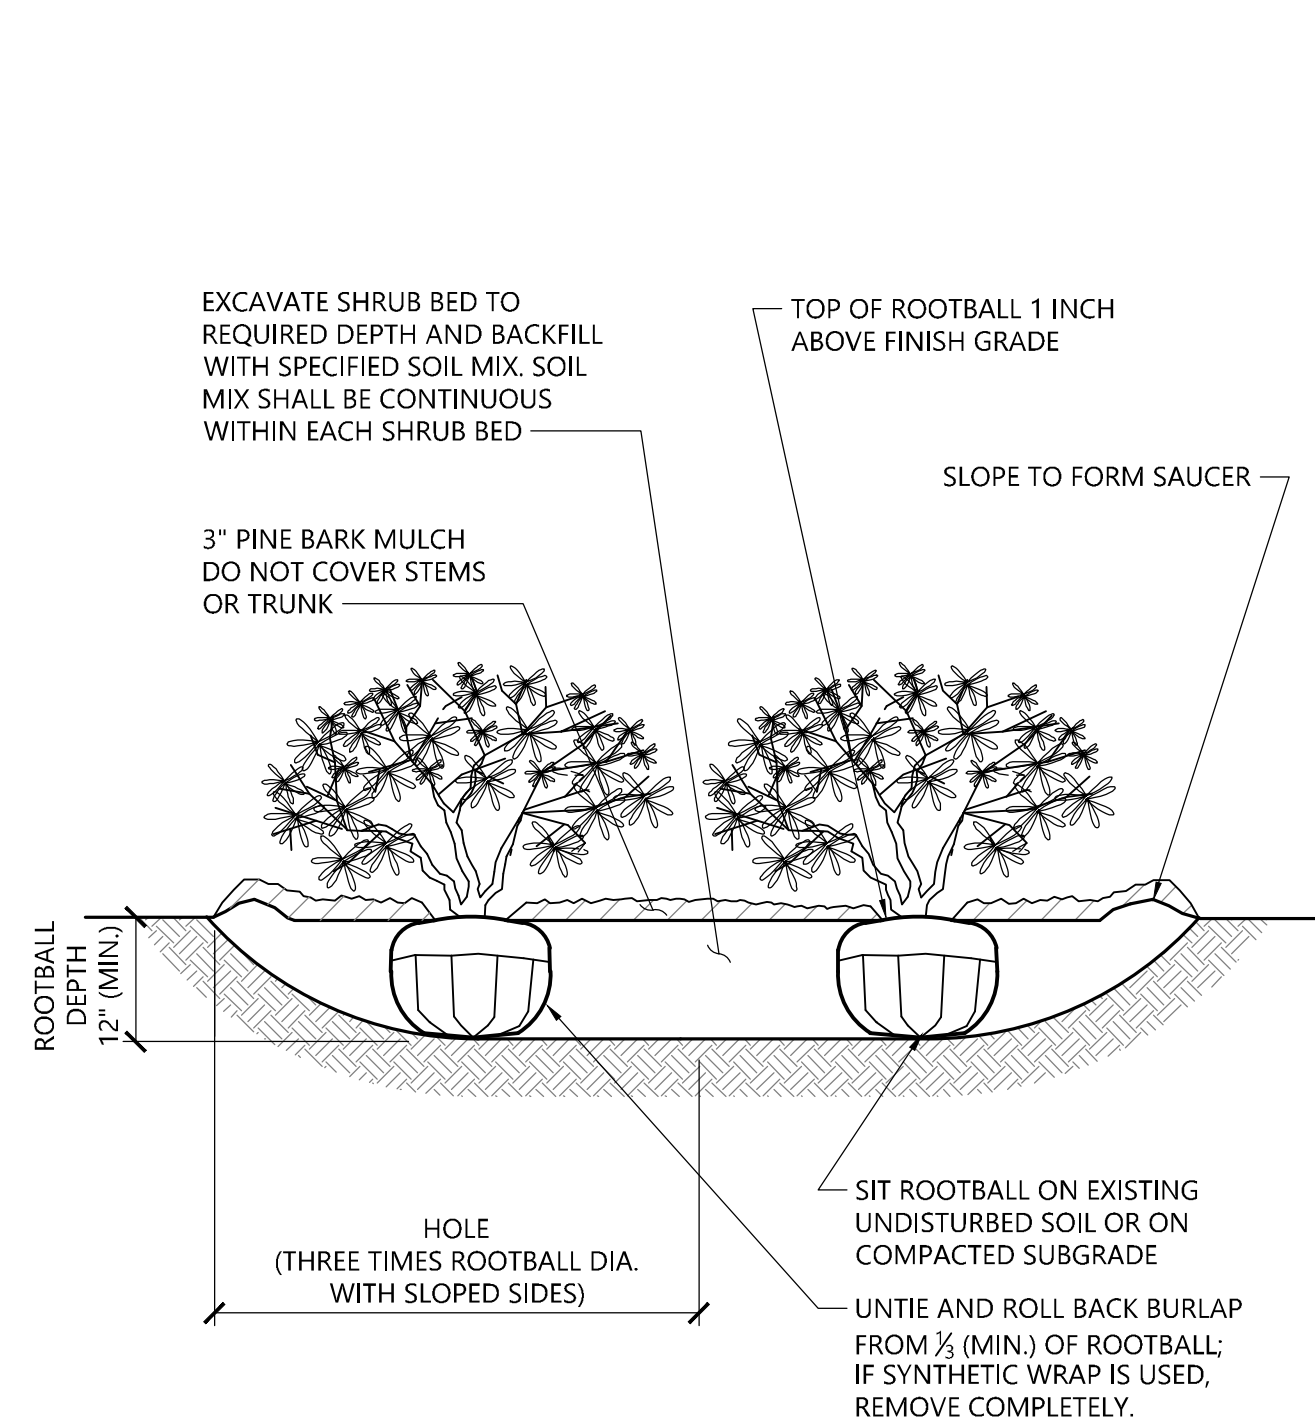 EXCAVATE SHRUB BED TO
REQUIRED DEPTH AND BACKFILL
WITH SPECIFIED SOIL MIX. SOIL
MIX SHALL BE CONTINUOUS
WITHIN EACH SHRUB BED
TOP OF ROOTBALL 1 INCH
ABOVE FINISH GRADE
SLOPE TO FORM SAUCER
3" PINE BARK MULCH
DO NOT COVER STEMS
OR TRUNK
ROOTBALL
DEPTH
12" (MIN.)
HOLE
(THREE TIMES ROOTBALL DIA.
WITH SLOPED SIDES)
SIT ROOTBALL ON EXISTING
UNDISTURBED SOIL OR ON
COMPACTED SUBGRADE
UNTIE AND ROLL BACK BURLAP
FROM ⅓ (MIN.) OF ROOTBALL;
IF SYNTHETIC WRAP IS USED,
REMOVE COMPLETELY.